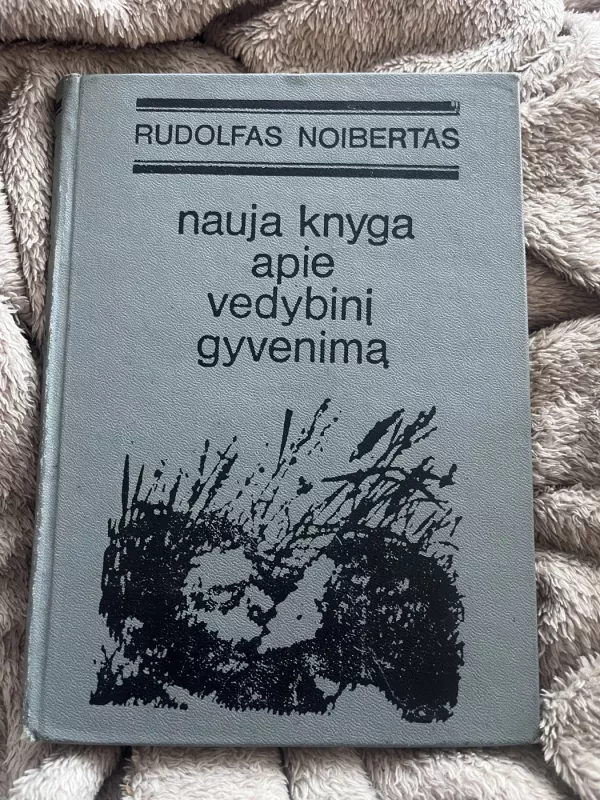 RUDOLFAS NOIBERTAS
nauja knyga
apie
vedybinį
gyvenimą